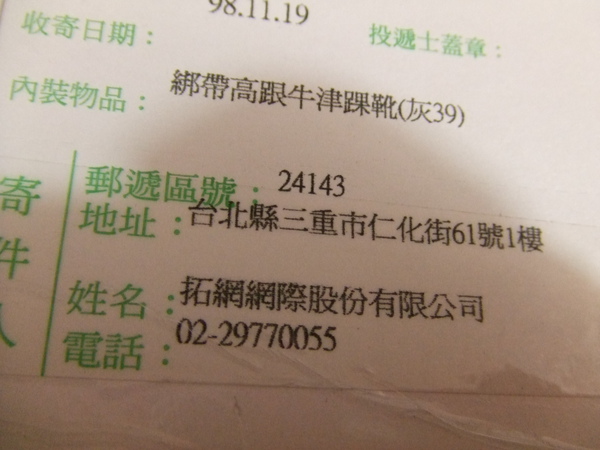 收寄日期： 98.11.19 投遞士蓋章：
內裝物品： 綁帶高跟牛津踝靴(灰39)
寄件人
郵遞區號： 24143
地址： 台北縣三重市仁化街61號1樓
姓名： 拓網網際股份有限公司
電話： 02-29770055